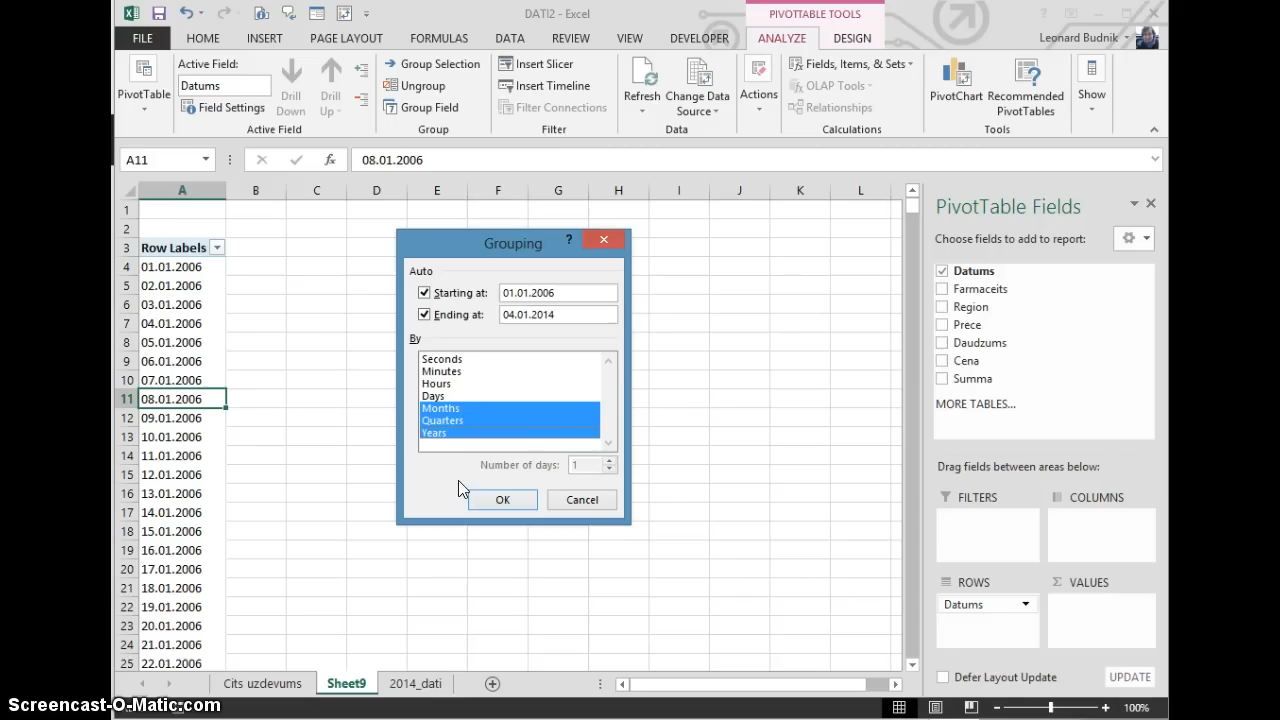 DATI2 - Excel
PIVOTTABLE TOOLS
FILE HOME INSERT PAGE LAYOUT FORMULAS DATA REVIEW VIEW DEVELOPER ANALYZE DESIGN
Leonard Budnik
PivotTable
Active Field:
Datums
Field Settings
Drill Down
Drill Up
Active Field
Group Selection
Ungroup
Group Field
Group
Insert Slicer
Insert Timeline
Filter Connections
Filter
Refresh
Change Data Source
Data
Actions
Fields, Items, & Sets
OLAP Tools
Relationships
Calculations
PivotChart
Recommended PivotTables
Tools
Show
A11
fx
08.01.2006
A B C D E F G H I J K L
1
2
3 Row Labels
4 01.01.2006
5 02.01.2006
6 03.01.2006
7 04.01.2006
8 05.01.2006
9 06.01.2006
10 07.01.2006
11 08.01.2006
12 09.01.2006
13 10.01.2006
14 11.01.2006
15 12.01.2006
16 13.01.2006
17 14.01.2006
18 15.01.2006
19 16.01.2006
20 17.01.2006
21 18.01.2006
22 19.01.2006
23 20.01.2006
24 21.01.2006
25 22.01.2006
Grouping
?
Auto
Starting at: 01.01.2006
Ending at: 04.01.2014
By
Seconds
Minutes
Hours
Days
Months
Quarters
Years
Number of days: 1
OK Cancel
PivotTable Fields
Choose fields to add to report:
Datums
Farmaceits
Region
Prece
Daudzums
Cena
Summa
MORE TABLES...
Drag fields between areas below:
FILTERS COLUMNS
ROWS VALUES
Datums
Defer Layout Update UPDATE
Cits uzdevums Sheet9 2014_dati
100%
Screencast-O-Matic.com